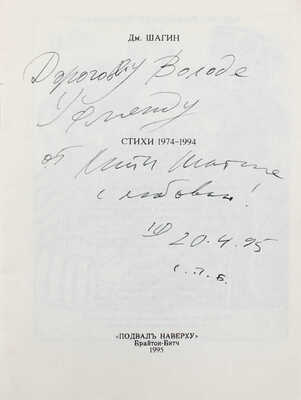 Дм. ШАГИН
Дорогому Володе
Уфлянду
СТИХИ 1974–1994
от Мити Шагина
с любовью!
20.4.95
С.П.Б.
«ПОДВАЛЪ НАВЕРХУ»
Брайтон-Битч
1995